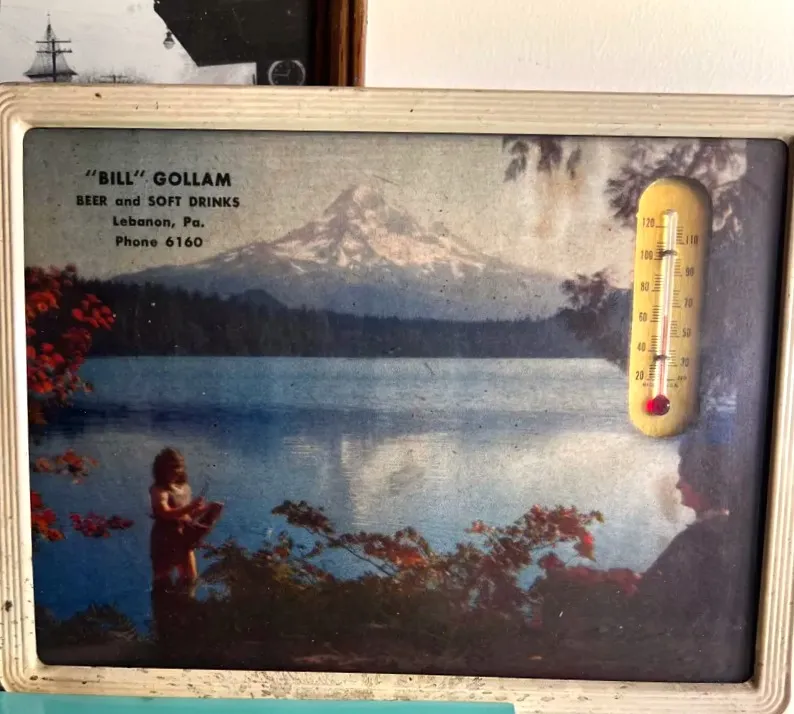 "BILL" GOLLAM
BEER and SOFT DRINKS
Lebanon, Pa.
Phone 6160
120
110
100
90
80
70
60
50
40
30
20